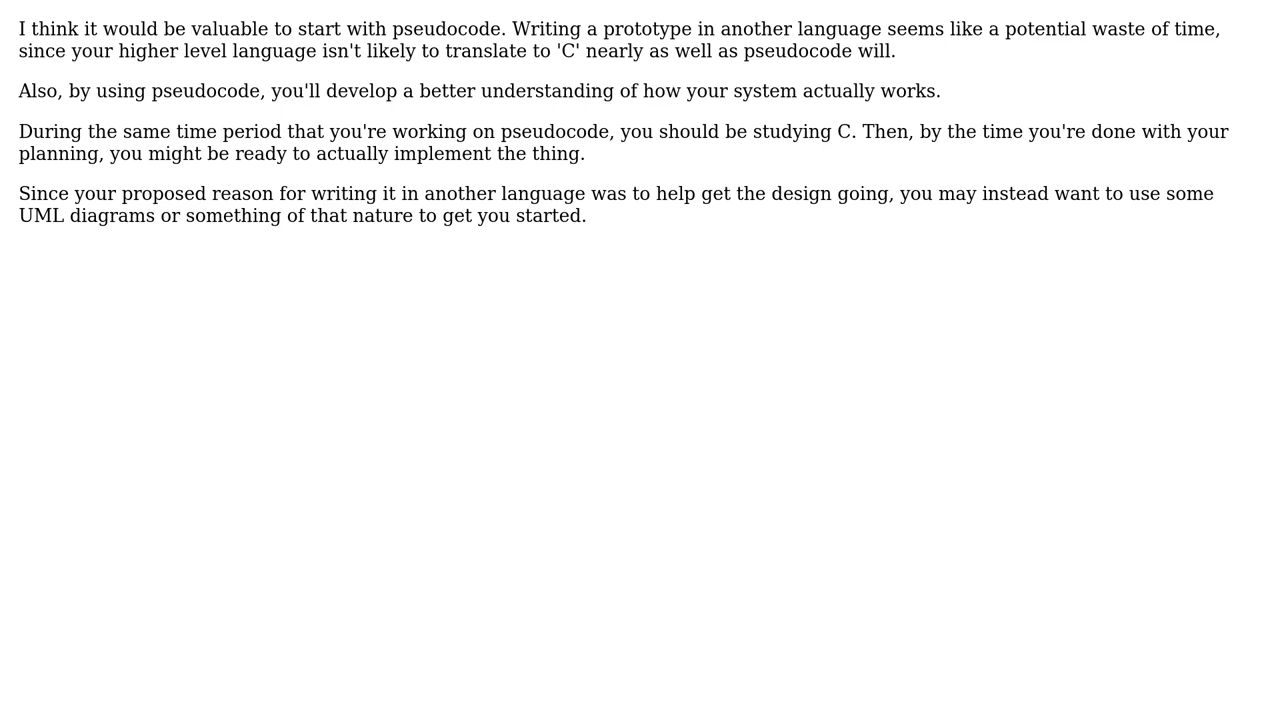 I think it would be valuable to start with pseudocode. Writing a prototype in another language seems like a potential waste of time,
since your higher level language isn't likely to translate to 'C' nearly as well as pseudocode will.
Also, by using pseudocode, you'll develop a better understanding of how your system actually works.
During the same time period that you're working on pseudocode, you should be studying C. Then, by the time you're done with your
planning, you might be ready to actually implement the thing.
Since your proposed reason for writing it in another language was to help get the design going, you may instead want to use some
UML diagrams or something of that nature to get you started.